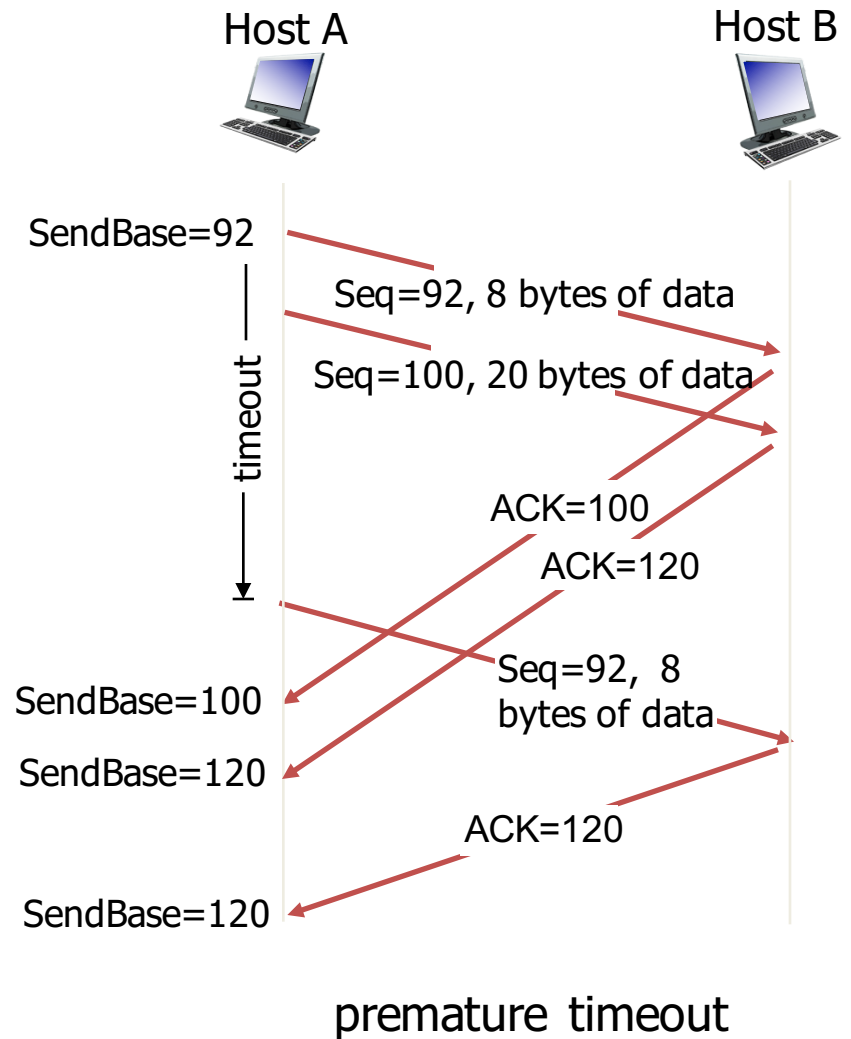 Host A
Host B
SendBase=92
Seq=92, 8 bytes of data
Seq=100, 20 bytes of data
timeout
ACK=100
ACK=120
Seq=92, 8
bytes of data
SendBase=100
SendBase=120
ACK=120
SendBase=120
premature timeout